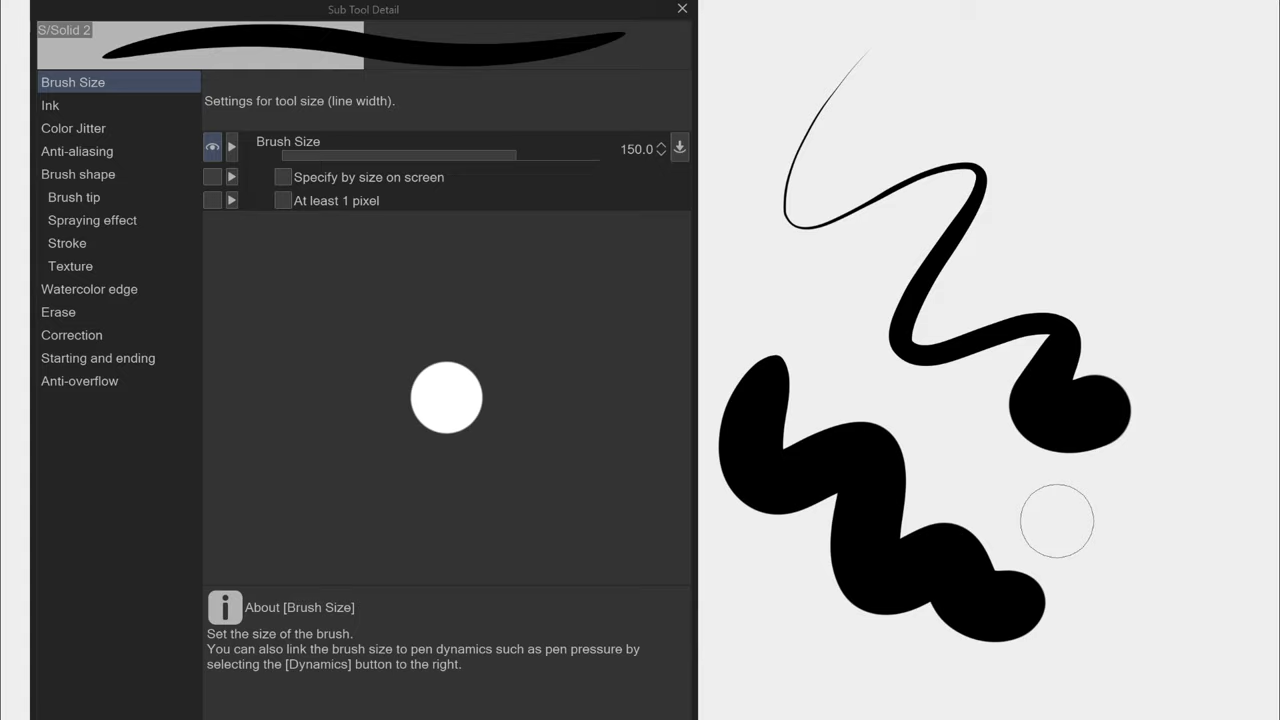 Sub Tool Detail
S/Solid 2
Brush Size
Ink
Color Jitter
Anti-aliasing
Brush shape
Brush tip
Spraying effect
Stroke
Texture
Watercolor edge
Erase
Correction
Starting and ending
Anti-overflow
Settings for tool size (line width).
Brush Size 150.0
Specify by size on screen
At least 1 pixel
About [Brush Size]
Set the size of the brush.
You can also link the brush size to pen dynamics such as pen pressure by
selecting the [Dynamics] button to the right.